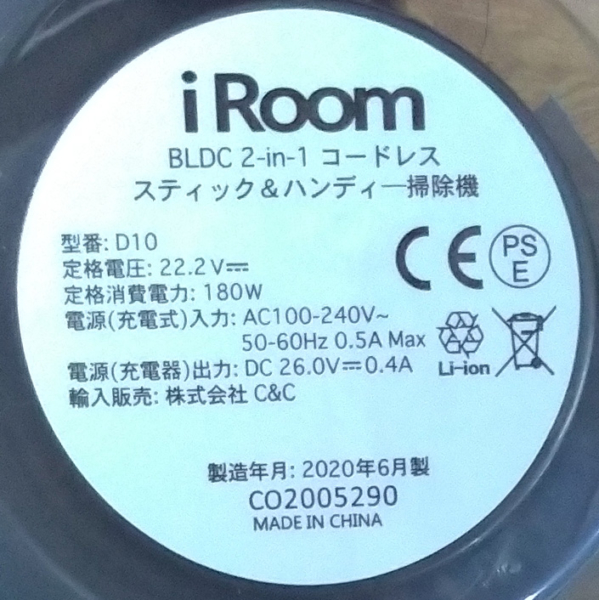 i Room
BLDC 2-in-1 コードレス
スティック＆ハンディー掃除機
型番: D10
定格電圧: 22.2V⎓
定格消費電力: 180W
電源(充電式)入力: AC100-240V~
50-60Hz 0.5A Max
電源(充電器)出力: DC 26.0V⎓0.4A
輸入販売: 株式会社 C&C
CE
PS
E
Li-ion
製造年月: 2020年6月製
CO2005290
MADE IN CHINA